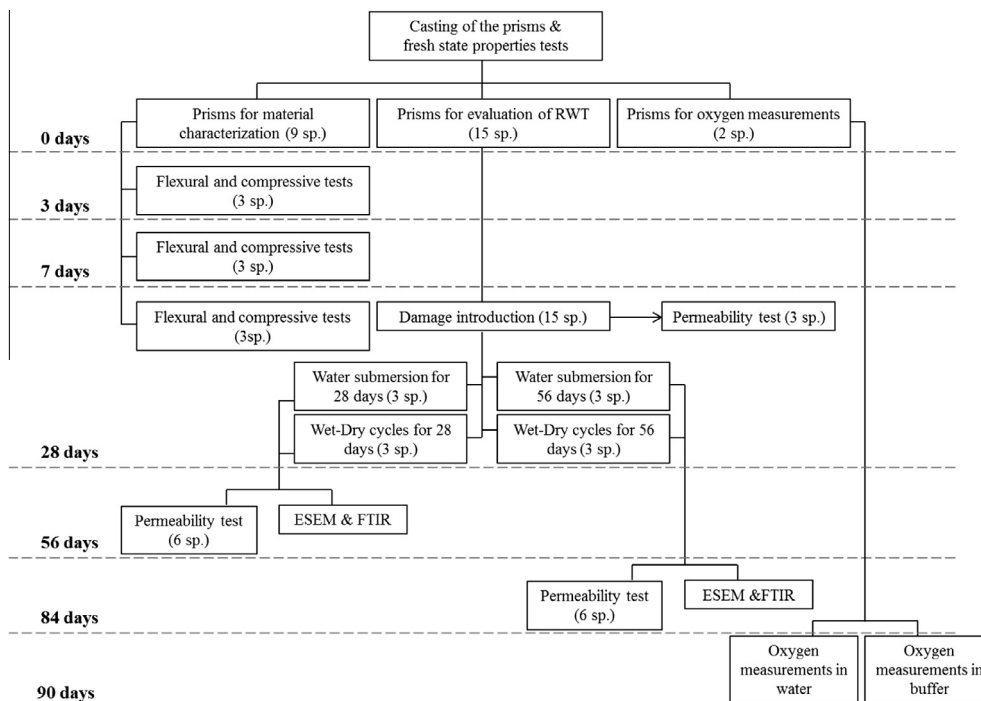 Casting of the prisms &
fresh state properties tests
Prisms for material
characterization (9 sp.)
Prisms for evaluation of RWT
(15 sp.)
Prisms for oxygen measurements
(2 sp.)
0 days
Flexural and compressive tests
(3 sp.)
3 days
Flexural and compressive tests
(3 sp.)
7 days
Flexural and compressive tests
(3sp.)
Damage introduction (15 sp.)
Permeability test (3 sp.)
Water submersion for
28 days (3 sp.)
Water submersion for
56 days (3 sp.)
Wet-Dry cycles for 28
days (3 sp.)
Wet-Dry cycles for 56
days (3 sp.)
28 days
Permeability test
(6 sp.)
ESEM & FTIR
56 days
Permeability test
(6 sp.)
ESEM &FTIR
84 days
Oxygen
measurements in
water
Oxygen
measurements in
buffer
90 days